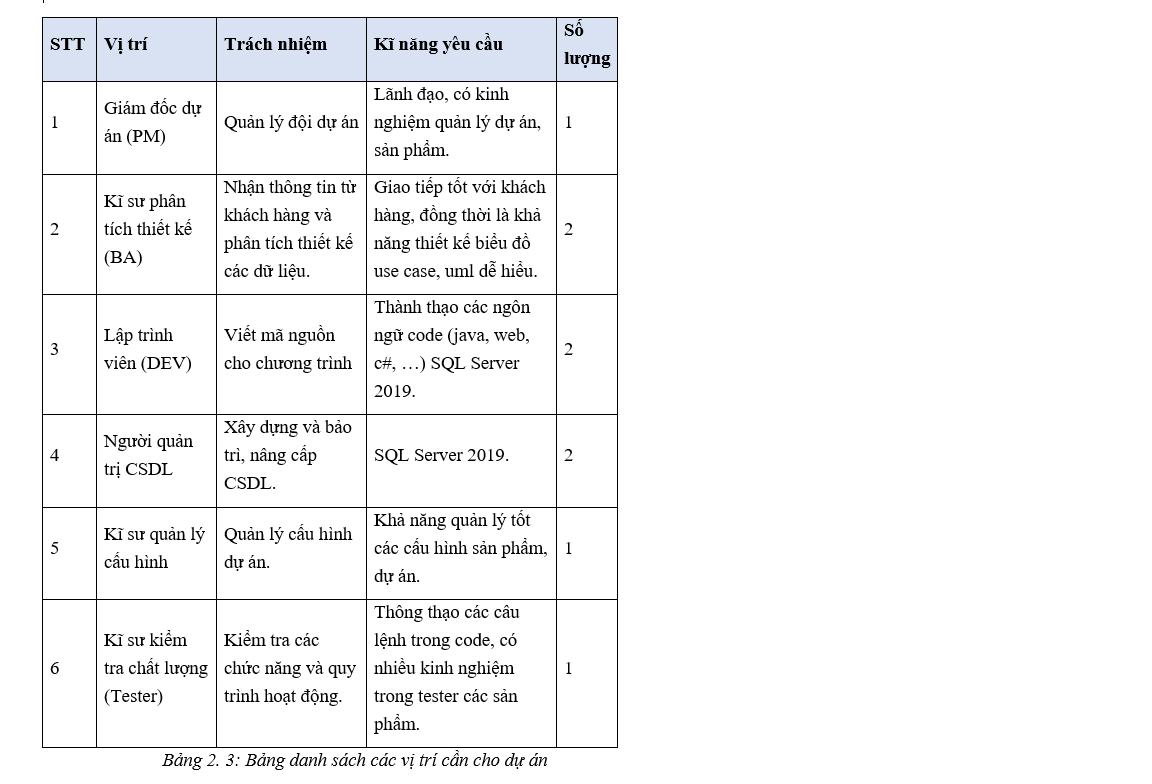 STT Vị trí Trách nhiệm Kĩ năng yêu cầu Số
lượng
1
Giám đốc dự
án (PM)
Quản lý đội dự án
Lãnh đạo, có kinh
nghiệm quản lý dự án,
sản phẩm.
1
2
Kĩ sư phân
tích thiết kế
(BA)
Nhận thông tin từ
khách hàng và
phân tích thiết kế
các dữ liệu.
Giao tiếp tốt với khách
hàng, đồng thời là khả
năng thiết kế biểu đồ
use case, uml dễ hiểu.
2
3
Lập trình
viên (DEV)
Viết mã nguồn
cho chương trình
Thành thạo các ngôn
ngữ code (java, web,
c#, …) SQL Server
2019.
2
4
Người quản
trị CSDL
Xây dựng và bảo
trì, nâng cấp
CSDL.
SQL Server 2019.
2
5
Kĩ sư quản lý
cấu hình
Quản lý cấu hình
dự án.
Khả năng quản lý tốt
các cấu hình sản phẩm,
dự án.
1
6
Kĩ sư kiểm
tra chất lượng
(Tester)
Kiểm tra các
chức năng và quy
trình hoạt động.
Thông thạo các câu
lệnh trong code, có
nhiều kinh nghiệm
trong tester các sản
phẩm.
1
Bảng 2. 3: Bảng danh sách các vị trí cần cho dự án